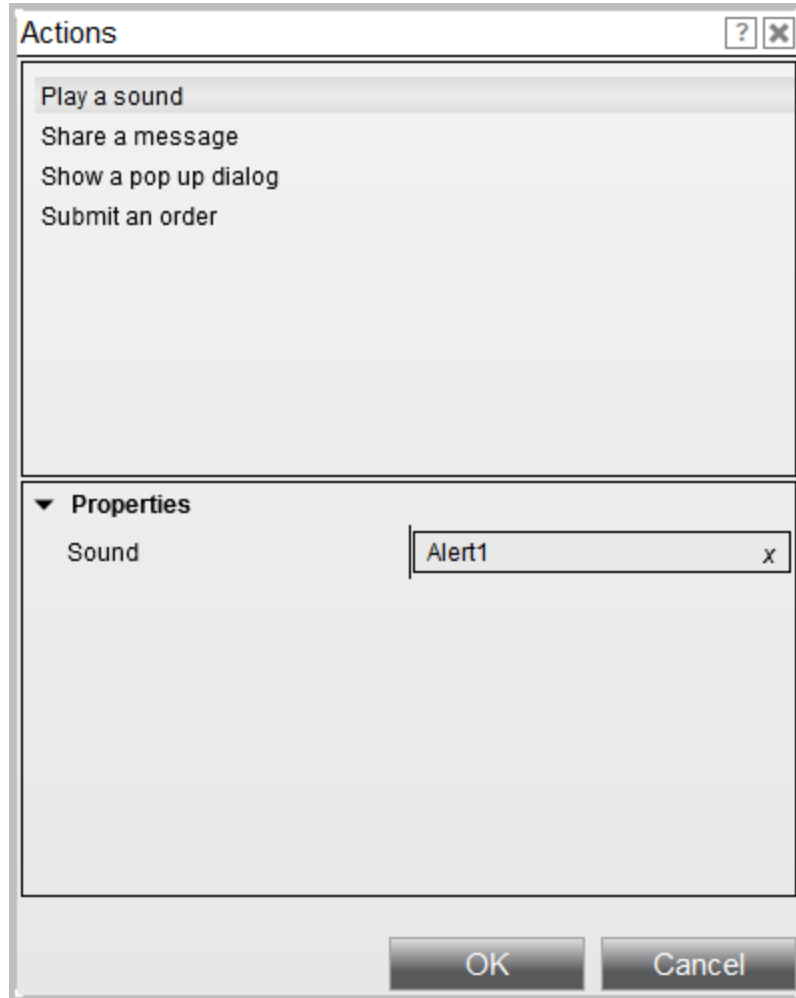 Actions ?
Play a sound
Share a message
Show a pop up dialog
Submit an order
Properties
Sound Alert1 x
OK Cancel